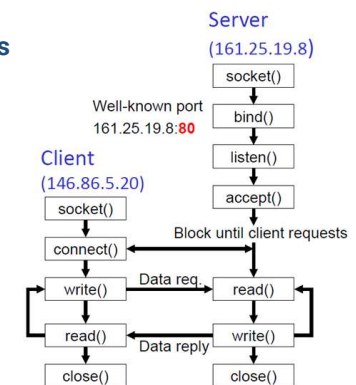 Server
s
(161.25.19.8)
socket()
Well-known port
bind()
161.25.19.8:80
listen()
Client
(146.86.5.20)
accept()
socket()
Block until client requests
connect()
write()
Data req.
read()
read()
Data reply
write()
close()
close()